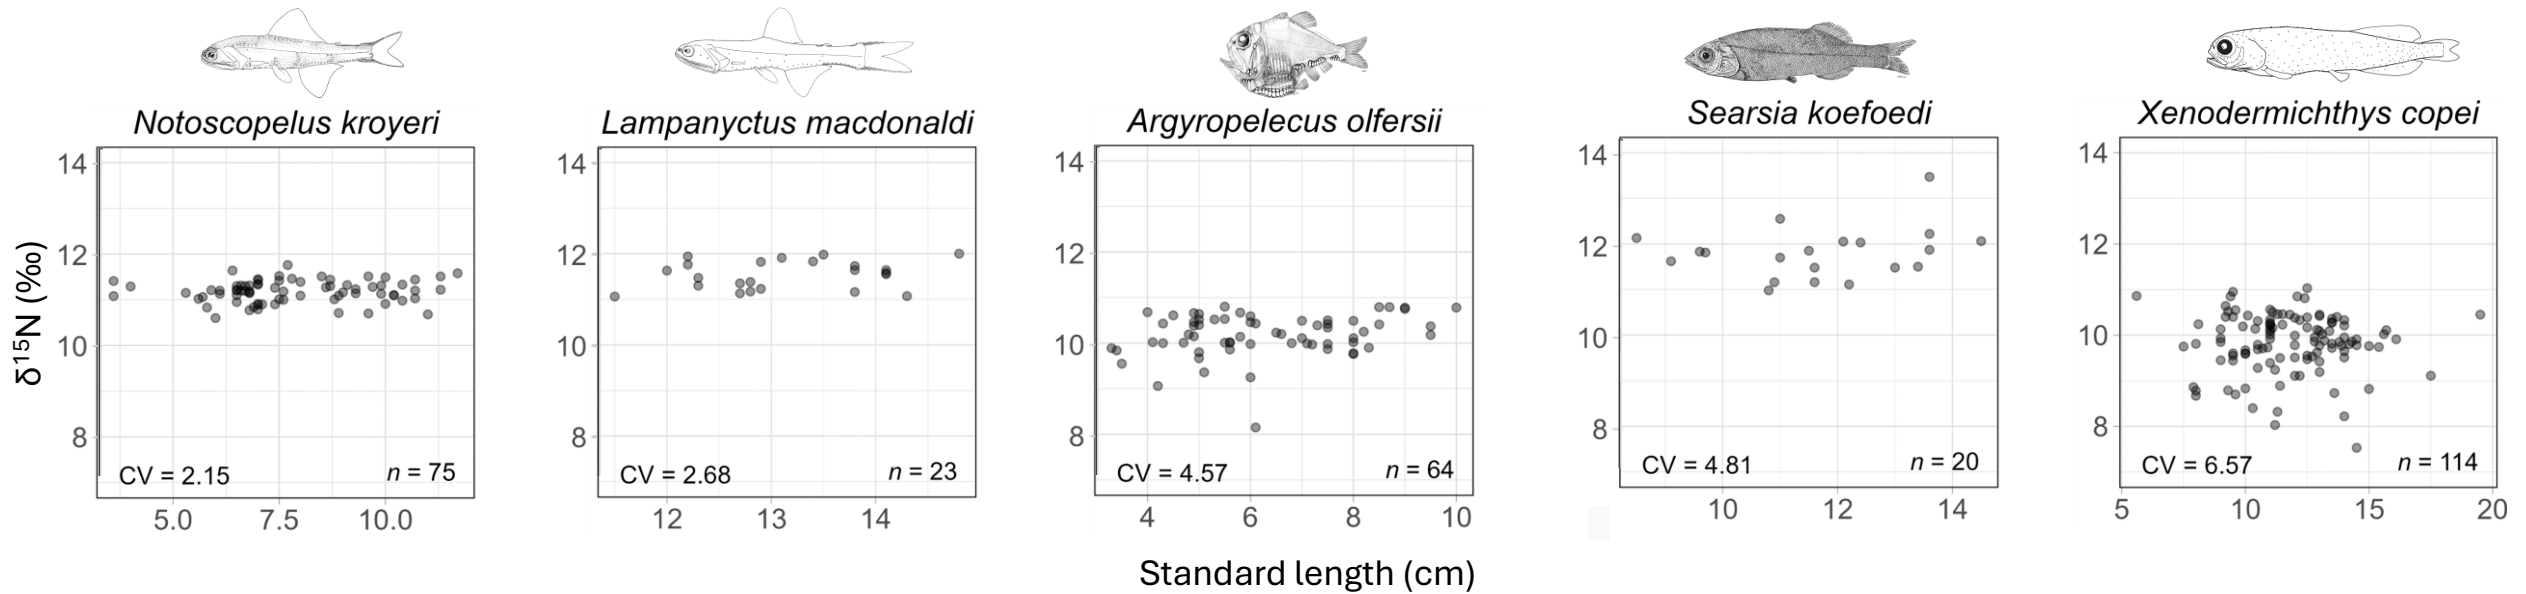 Notoscopelus kroyeri
Lampanyctus macdonaldi
Argyropelecus olfersii
Searsia koefoedi
Xenodermichthys copei
δ¹⁵N (‰)
14
12
10
8
CV = 2.15
n = 75
5.0
7.5
10.0
14
12
10
8
CV = 2.68
n = 23
12
13
14
14
12
10
8
CV = 4.57
n = 64
4
6
8
10
14
12
10
8
CV = 4.81
n = 20
10
12
14
14
12
10
8
CV = 6.57
n = 114
5
10
15
20
Standard length (cm)